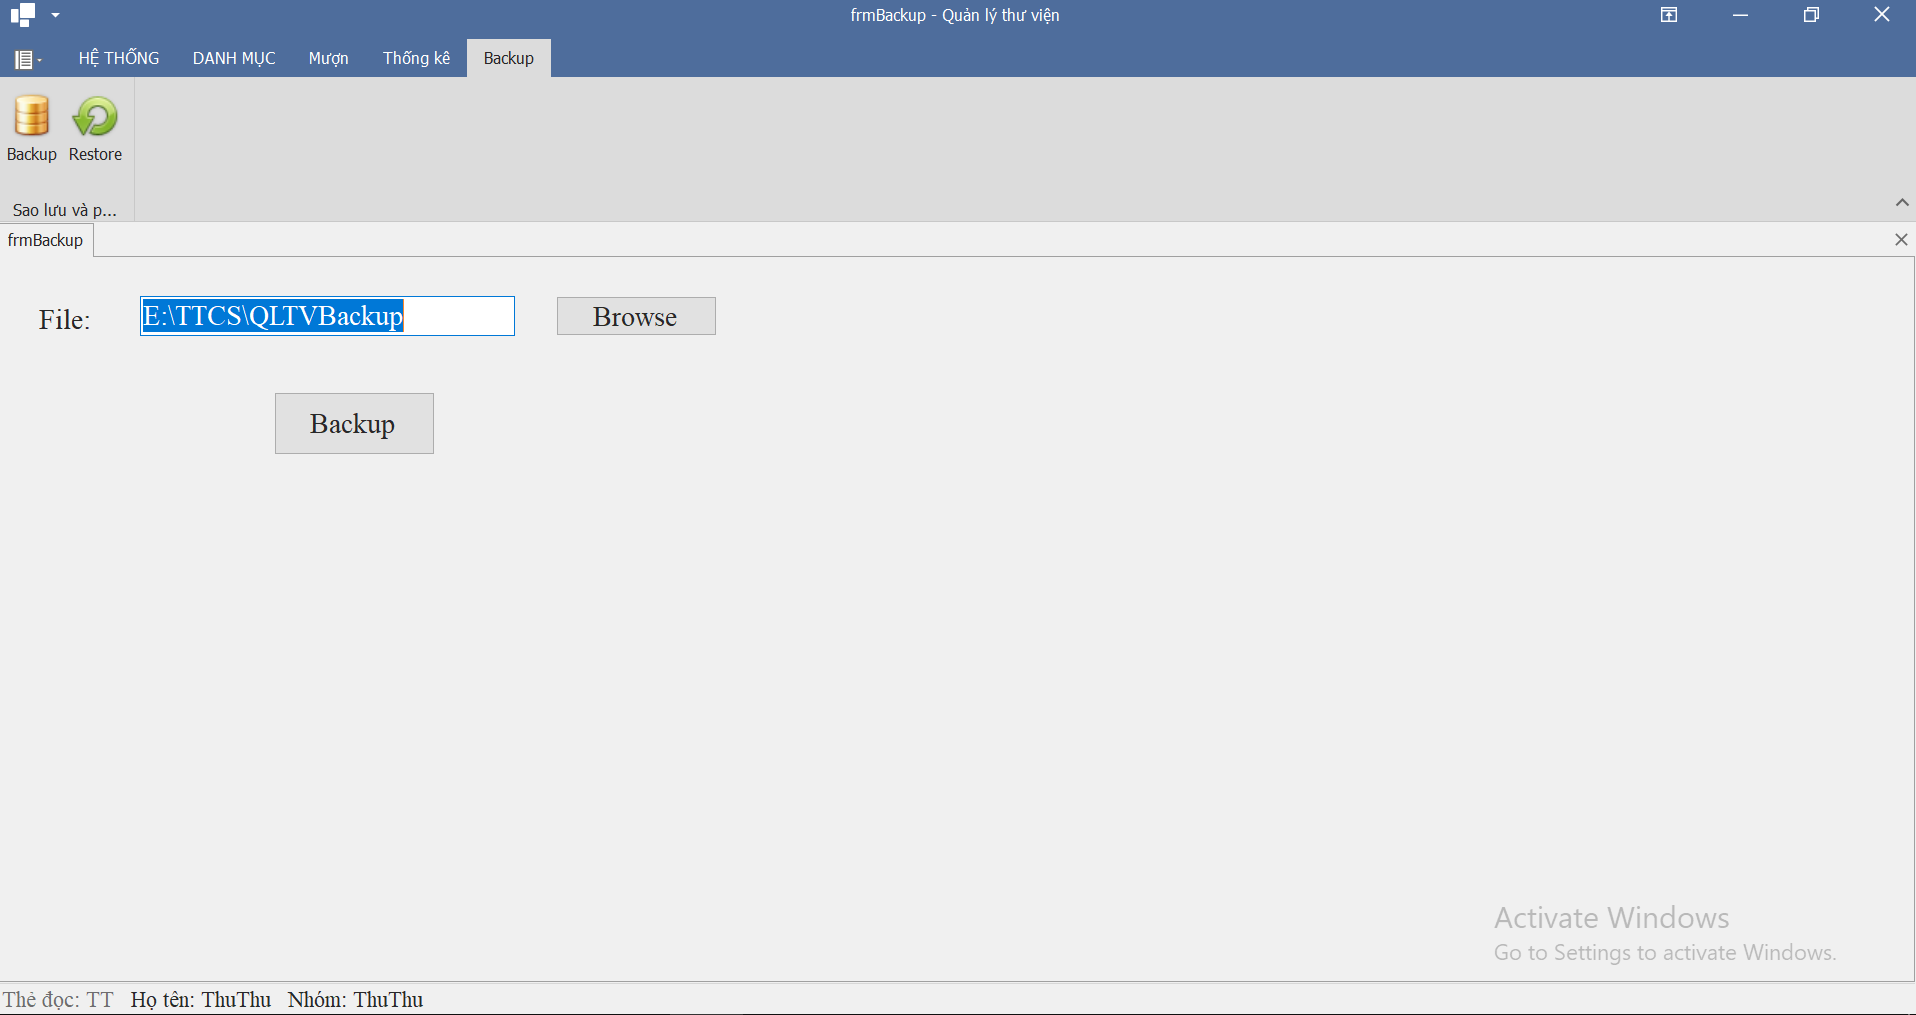 frmBackup - Quản lý thư viện
HỆ THỐNG DANH MỤC Mượn Thống kê Backup
Backup Restore
Sao lưu và p...
frmBackup
File: E:\TTCS\QLTVBackup Browse
Backup
Activate Windows
Go to Settings to activate Windows.
Thẻ đọc: TT Họ tên: ThuThu Nhóm: ThuThu